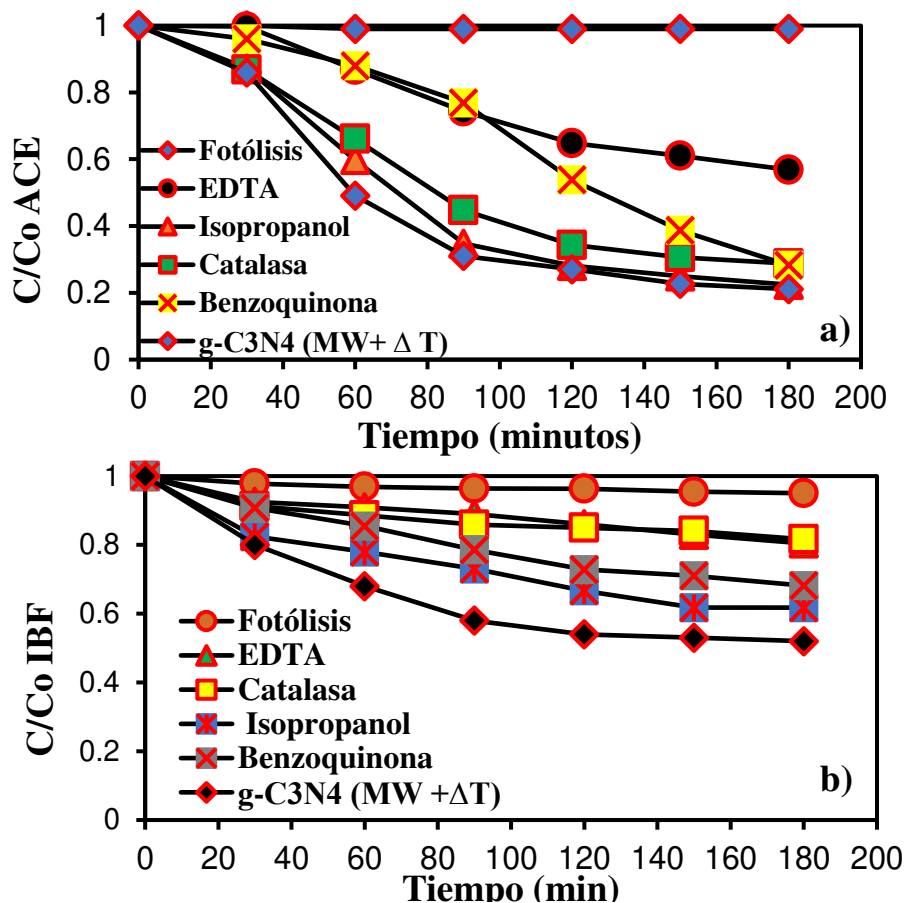 C/Co ACE
1
0.8
0.6
0.4
0.2
0
Fotólisis
EDTA
Isopropanol
Catalasa
Benzoquinona
g-C3N4 (MW+ Δ T)
a)
0 20 40 60 80 100 120 140 160 180 200
Tiempo (minutos)
C/Co IBF
1
0.8
0.6
0.4
0.2
0
Fotólisis
EDTA
Catalasa
Isopropanol
Benzoquinona
g-C3N4 (MW +ΔT)
b)
0 20 40 60 80 100 120 140 160 180 200
Tiempo (min)